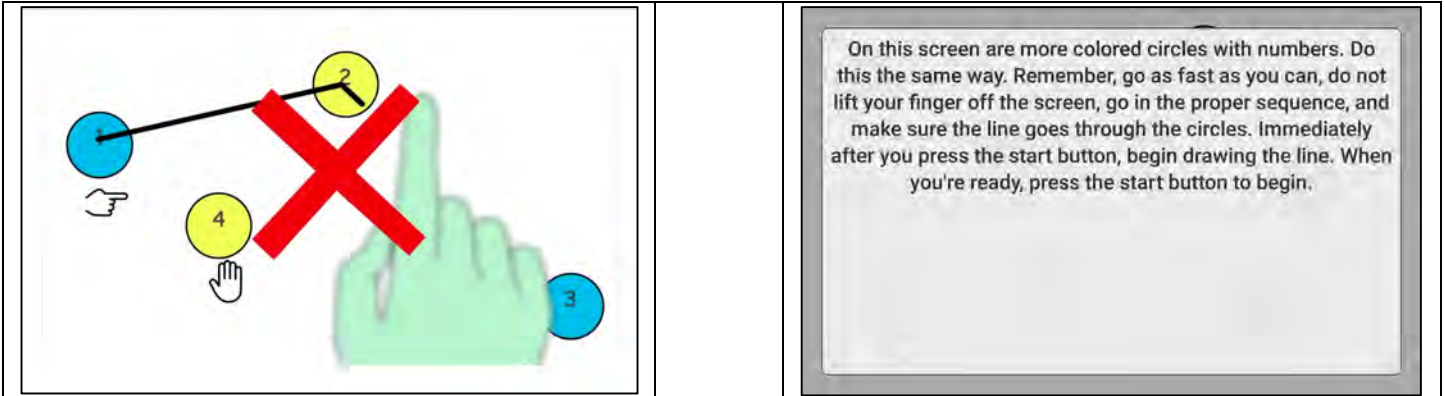 1
2
4
3
On this screen are more colored circles with numbers. Do
this the same way. Remember, go as fast as you can, do not
lift your finger off the screen, go in the proper sequence, and
make sure the line goes through the circles. Immediately
after you press the start button, begin drawing the line. When
you're ready, press the start button to begin.